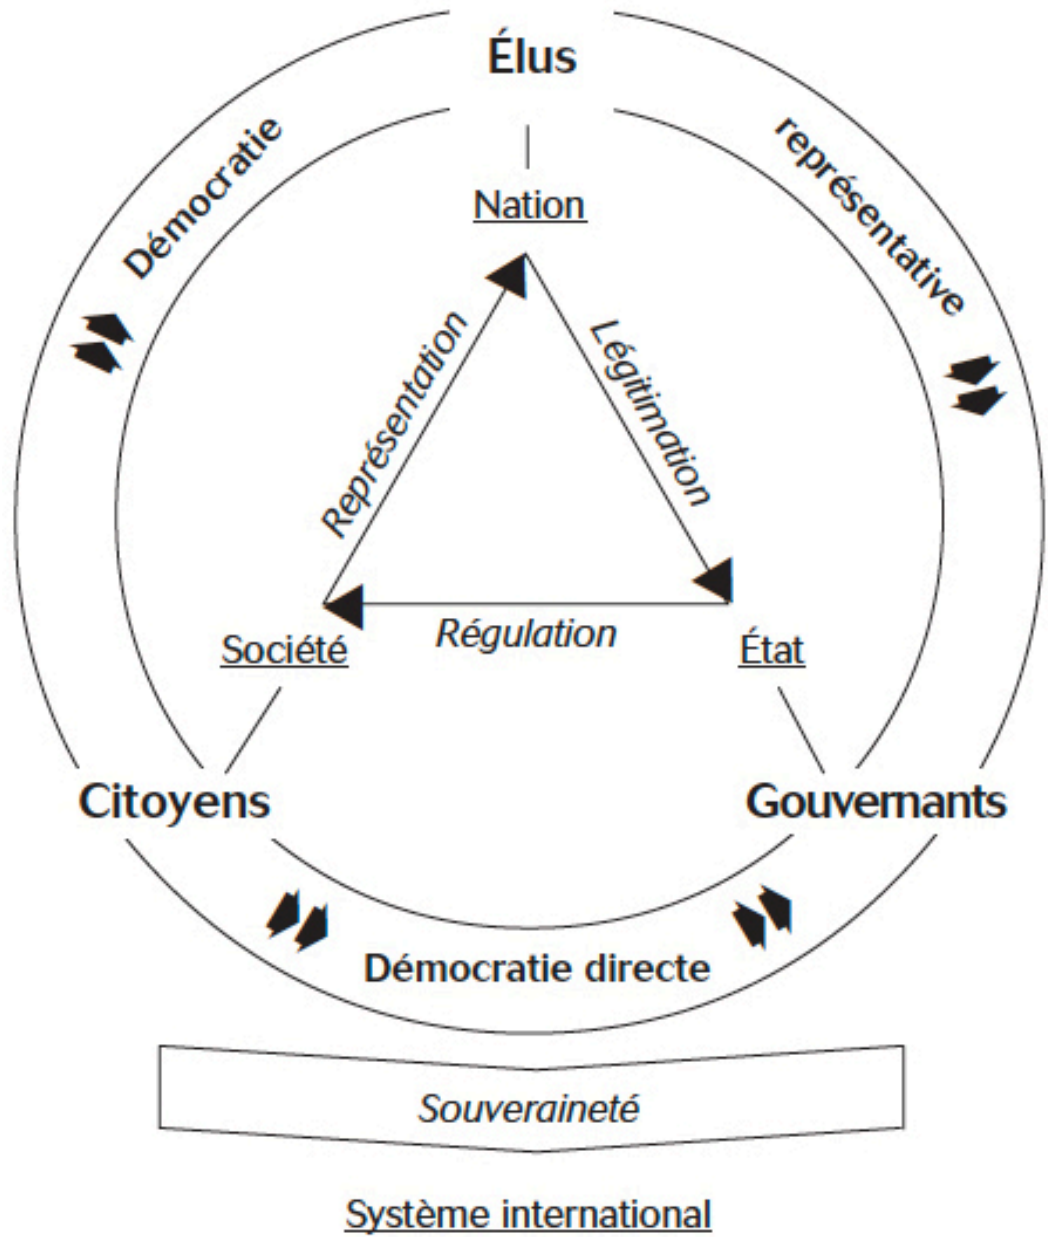 Élus
Démocratie
représentative
Nation
Représentation
Légitimation
Régulation
Société
État
Citoyens
Gouvernants
Démocratie directe
Souveraineté
Système international